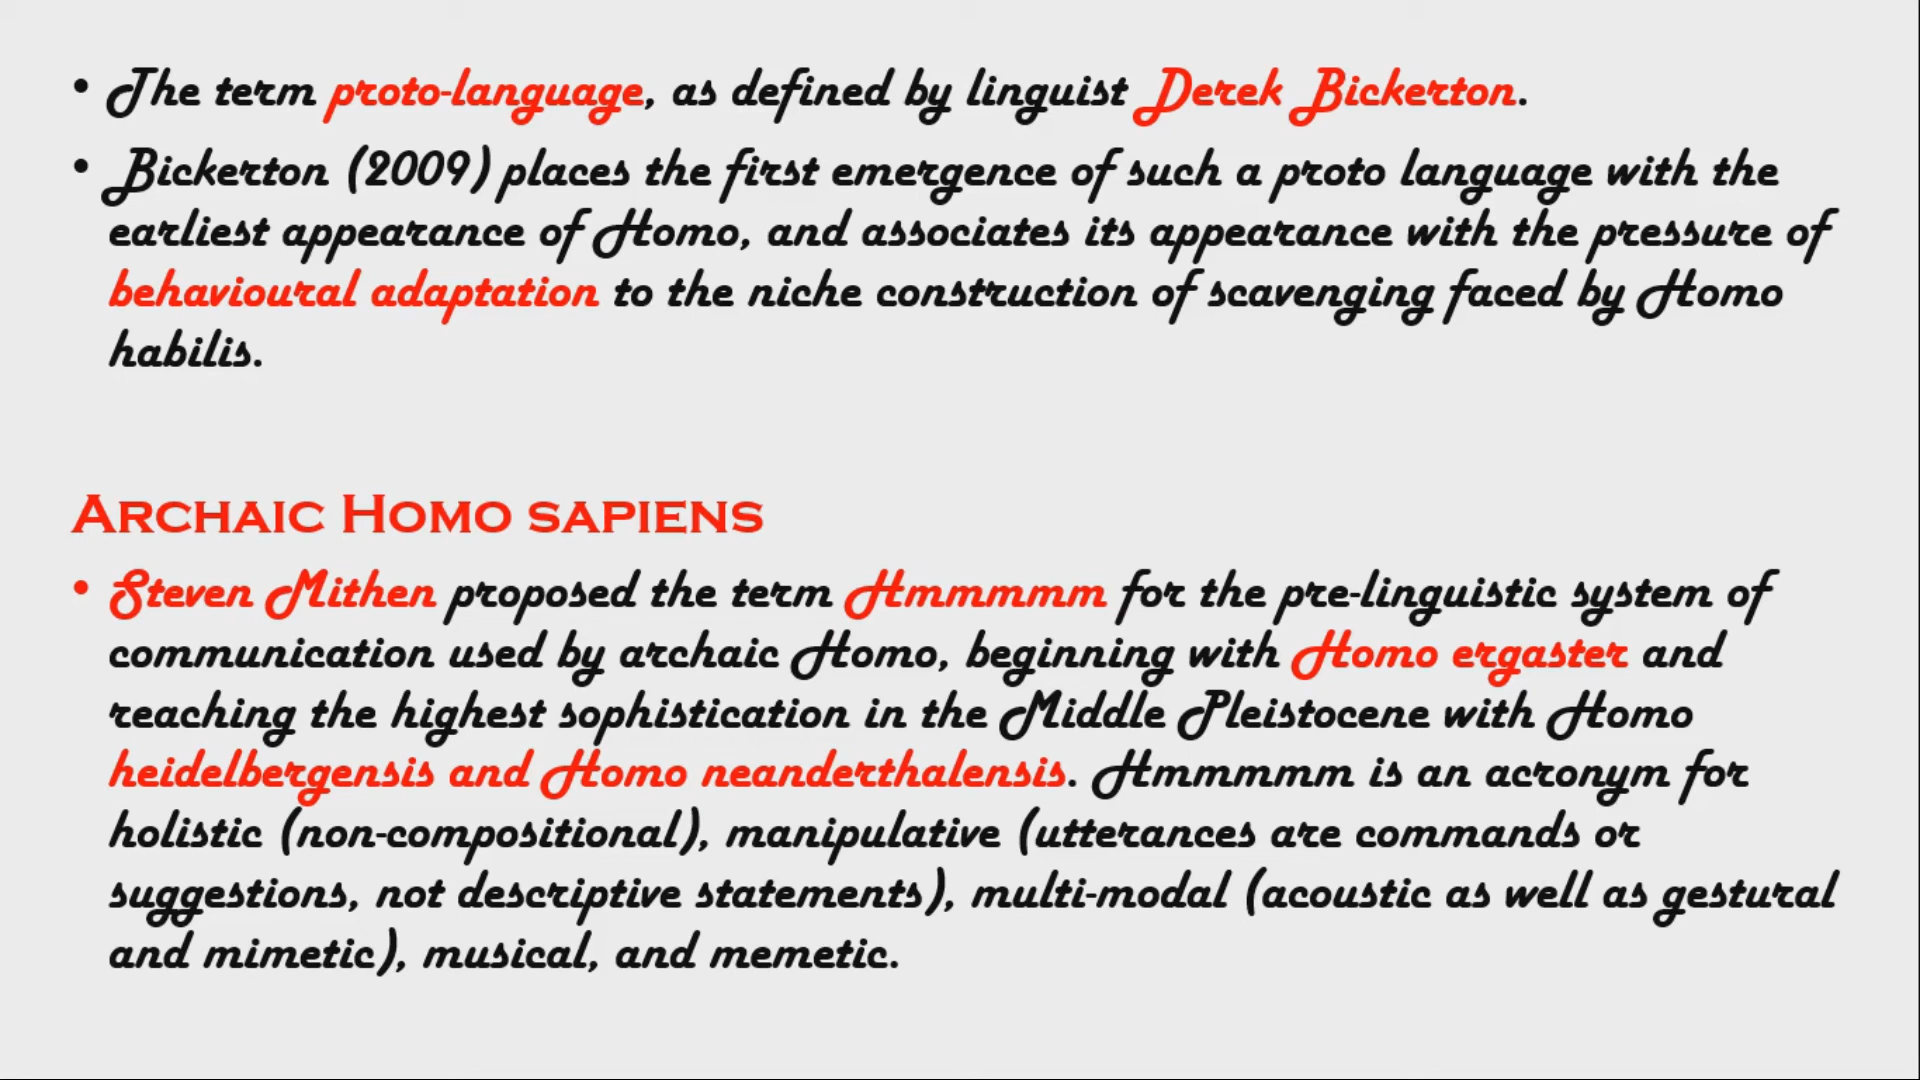 • The term proto-language, as defined by linguist Derek Bickerton.
• Bickerton (2009) places the first emergence of such a proto language with the
earliest appearance of Homo, and associates its appearance with the pressure of
behavioural adaptation to the niche construction of scavenging faced by Homo
habilis.
Archaic Homo sapiens
• Steven Mithen proposed the term Hmmmmm for the pre-linguistic system of
communication used by archaic Homo, beginning with Homo ergaster and
reaching the highest sophistication in the Middle Pleistocene with Homo
heidelbergensis and Homo neanderthalensis. Hmmmmm is an acronym for
holistic (non-compositional), manipulative (utterances are commands or
suggestions, not descriptive statements), multi-modal (acoustic as well as gestural
and mimetic), musical, and memetic.